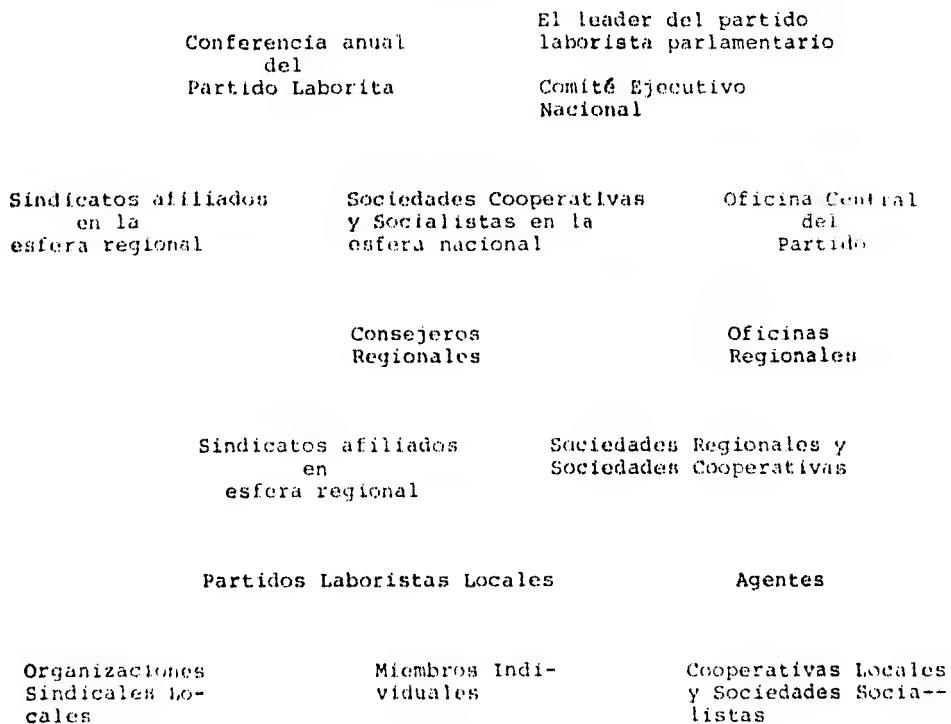 Conferencia anual
del
Partido Laborita
El leader del partido
laborista parlamentario
Comité Ejecutivo
Nacional
Sindicatos afiliados
en la
esfera regional
Sociedades Cooperativas
y Socialistas en la
esfera nacional
Oficina Central
del
Partido
Consejeros
Regionales
Oficinas
Regionales
Sindicatos afiliados
en
esfera regional
Sociedades Regionales y
Sociedades Cooperativas
Partidos Laboristas Locales
Agentes
Organizaciones
Sindicales Lo-
cales
Miembros Indi-
viduales
Cooperativas Locales
y Sociedades Socia--
listas